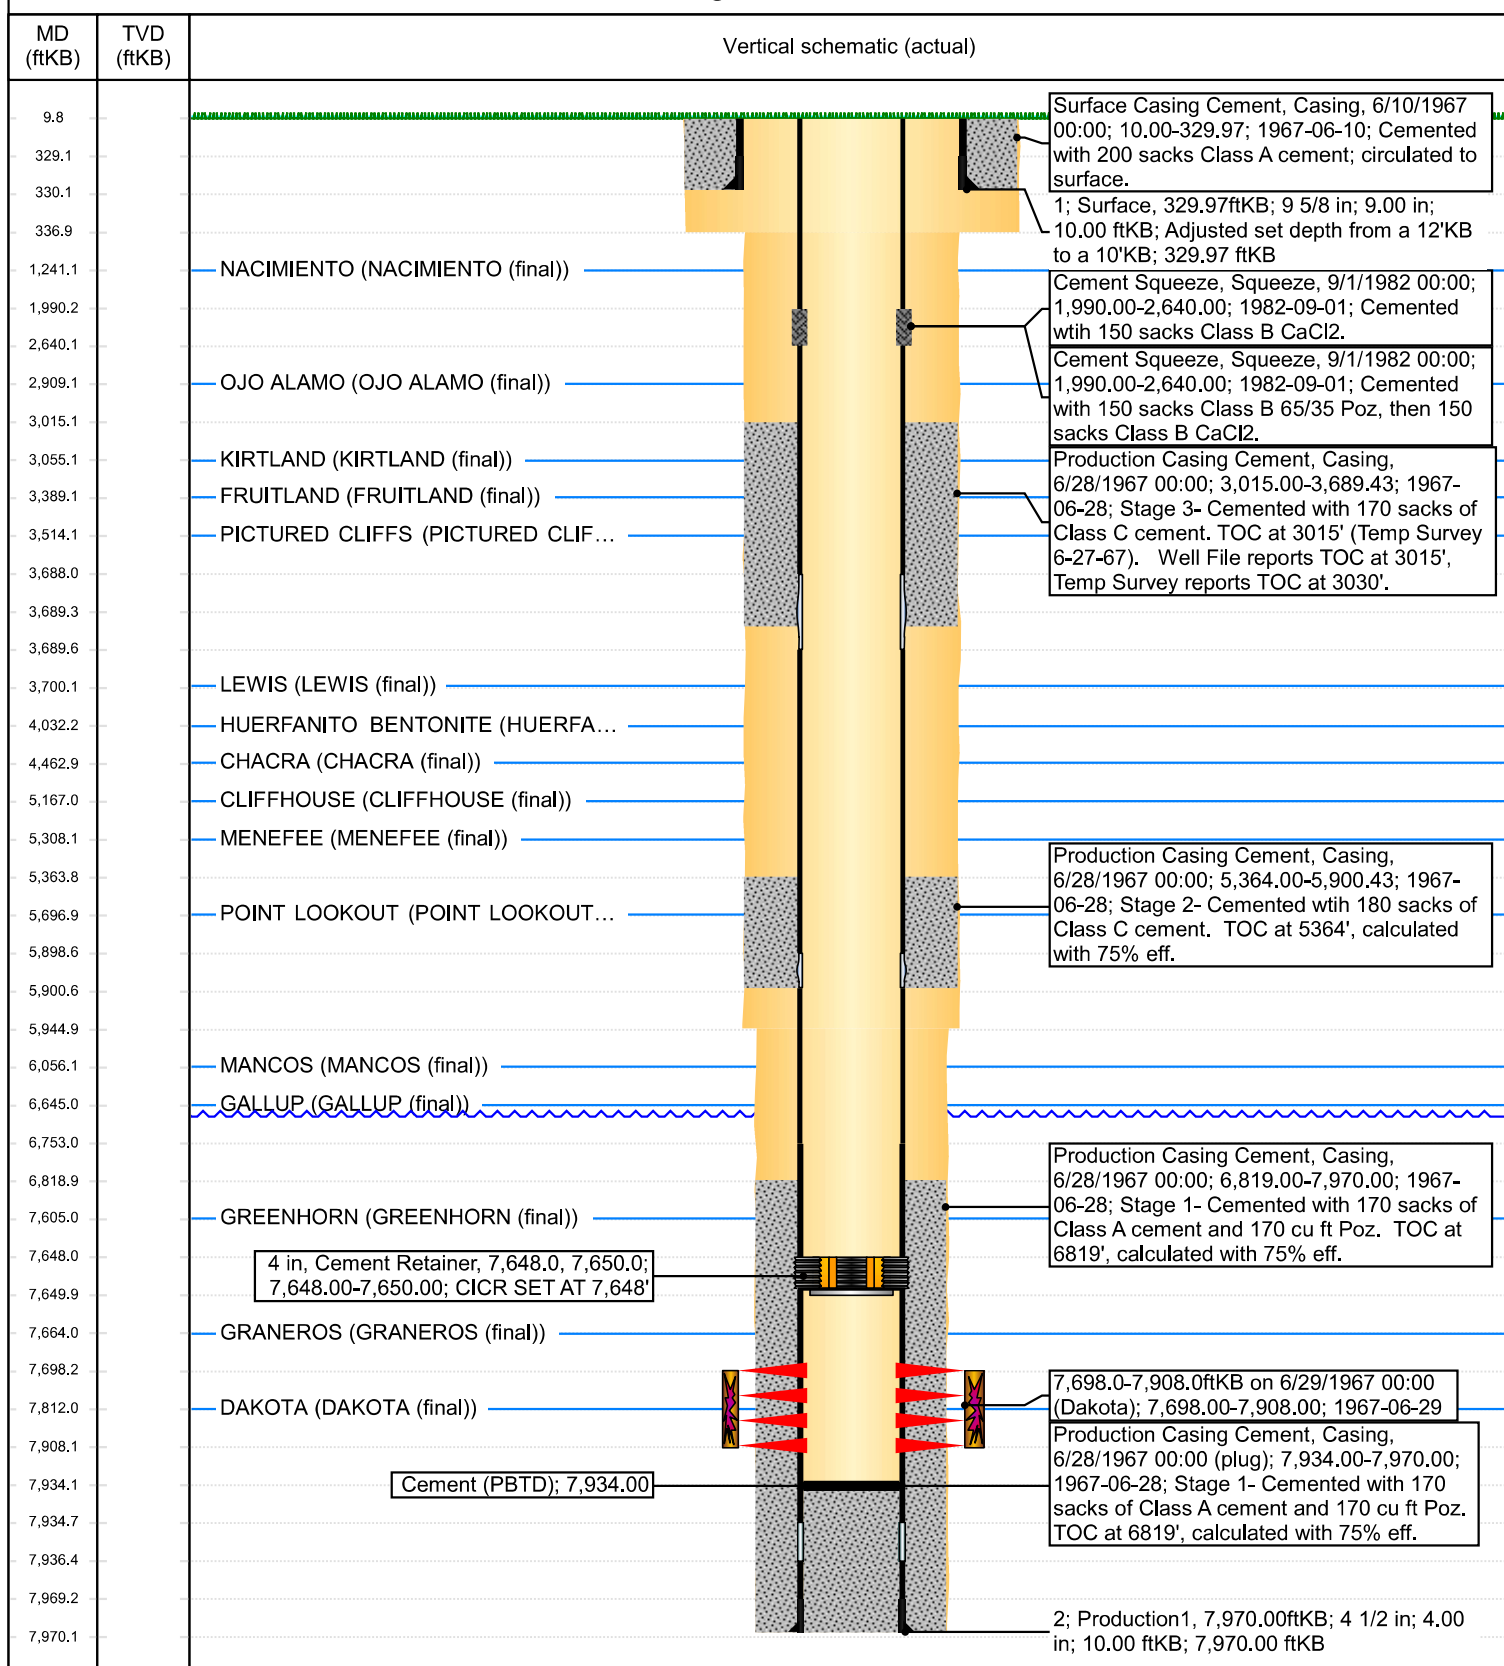 MD
(ftKB)
TVD
(ftKB)
Vertical schematic (actual)
9.8
329.1
330.1
336.9
1,241.1
1,990.2
2,640.1
2,909.1
3,015.1
3,055.1
3,389.1
3,514.1
3,688.0
3,689.3
3,689.6
3,700.1
4,032.2
4,462.9
5,167.0
5,308.1
5,363.8
5,696.9
5,898.6
5,900.6
5,944.9
6,056.1
6,645.0
6,753.0
6,818.9
7,605.0
7,648.0
7,649.9
7,664.0
7,698.2
7,812.0
7,908.1
7,934.1
7,934.7
7,936.4
7,969.2
7,970.1
NACIMIENTO (NACIMIENTO (final))
OJO ALAMO (OJO ALAMO (final))
KIRTLAND (KIRTLAND (final))
FRUITLAND (FRUITLAND (final))
PICTURED CLIFFS (PICTURED CLIF...
LEWIS (LEWIS (final))
HUERFANITO BENTONITE (HUERFA...
CHACRA (CHACRA (final))
CLIFFHOUSE (CLIFFHOUSE (final))
MENEFEE (MENEFEE (final))
POINT LOOKOUT (POINT LOOKOUT...
MANCOS (MANCOS (final))
GALLUP (GALLUP (final))
GREENHORN (GREENHORN (final))
4 in, Cement Retainer, 7,648.0, 7,650.0;
7,648.00-7,650.00; CICR SET AT 7,648'
GRANEROS (GRANEROS (final))
DAKOTA (DAKOTA (final))
Cement (PBTD); 7,934.00
Surface Casing Cement, Casing, 6/10/1967
00:00; 10.00-329.97; 1967-06-10; Cemented
with 200 sacks Class A cement; circulated to
surface.
1; Surface, 329.97ftKB; 9 5/8 in; 9.00 in;
10.00 ftKB; Adjusted set depth from a 12'KB
to a 10'KB; 329.97 ftKB
Cement Squeeze, Squeeze, 9/1/1982 00:00;
1,990.00-2,640.00; 1982-09-01; Cemented
wtih 150 sacks Class B CaCl2.
Cement Squeeze, Squeeze, 9/1/1982 00:00;
1,990.00-2,640.00; 1982-09-01; Cemented
with 150 sacks Class B 65/35 Poz, then 150
sacks Class B CaCl2.
Production Casing Cement, Casing,
6/28/1967 00:00; 3,015.00-3,689.43; 1967-
06-28; Stage 3- Cemented with 170 sacks of
Class C cement. TOC at 3015' (Temp Survey
6-27-67). Well File reports TOC at 3015',
Temp Survey reports TOC at 3030'.
Production Casing Cement, Casing,
6/28/1967 00:00; 5,364.00-5,900.43; 1967-
06-28; Stage 2- Cemented wtih 180 sacks of
Class C cement. TOC at 5364', calculated
with 75% eff.
Production Casing Cement, Casing,
6/28/1967 00:00; 6,819.00-7,970.00; 1967-
06-28; Stage 1- Cemented with 170 sacks of
Class A cement and 170 cu ft Poz. TOC at
6819', calculated with 75% eff.
7,698.0-7,908.0ftKB on 6/29/1967 00:00
(Dakota); 7,698.00-7,908.00; 1967-06-29
Production Casing Cement, Casing,
6/28/1967 00:00 (plug); 7,934.00-7,970.00;
1967-06-28; Stage 1- Cemented with 170
sacks of Class A cement and 170 cu ft Poz.
TOC at 6819', calculated with 75% eff.
2; Production1, 7,970.00ftKB; 4 1/2 in; 4.00
in; 10.00 ftKB; 7,970.00 ftKB